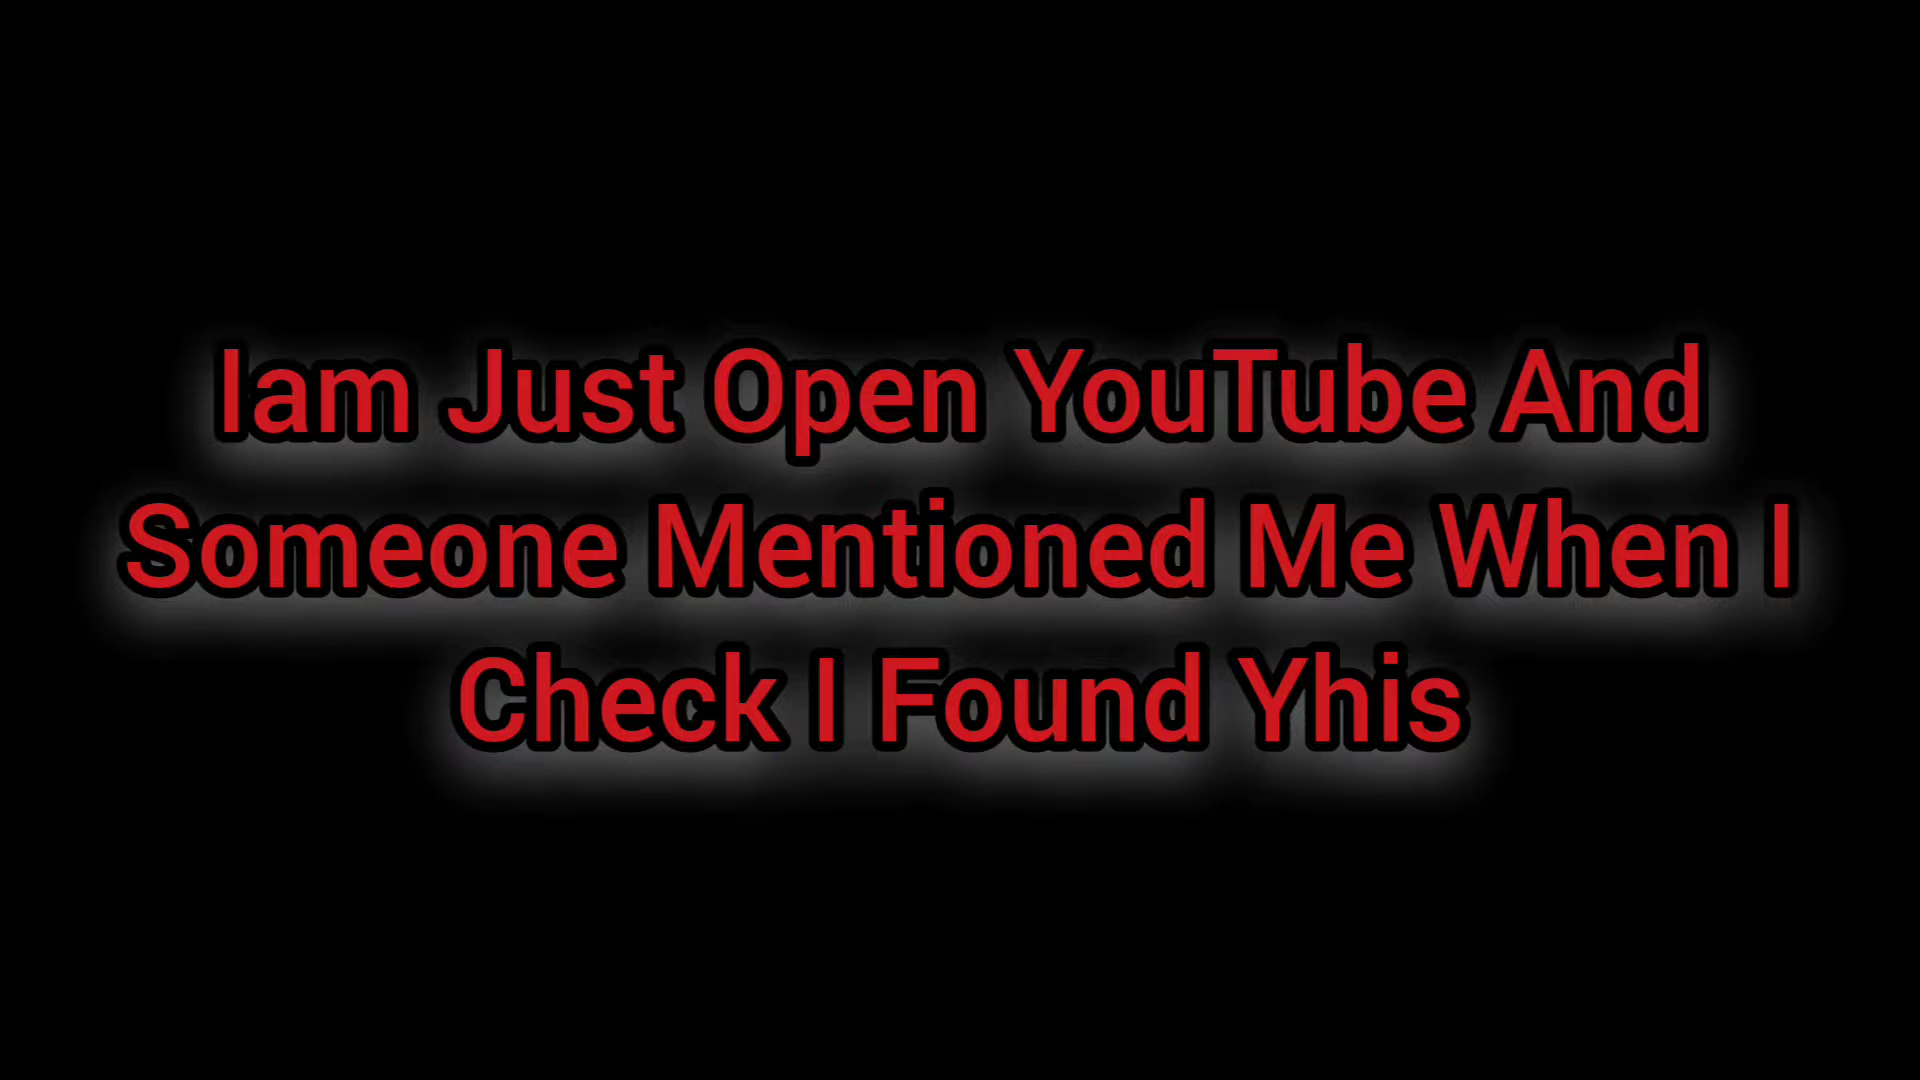 Iam Just Open YouTube And
Someone Mentioned Me When I
Check I Found Yhis